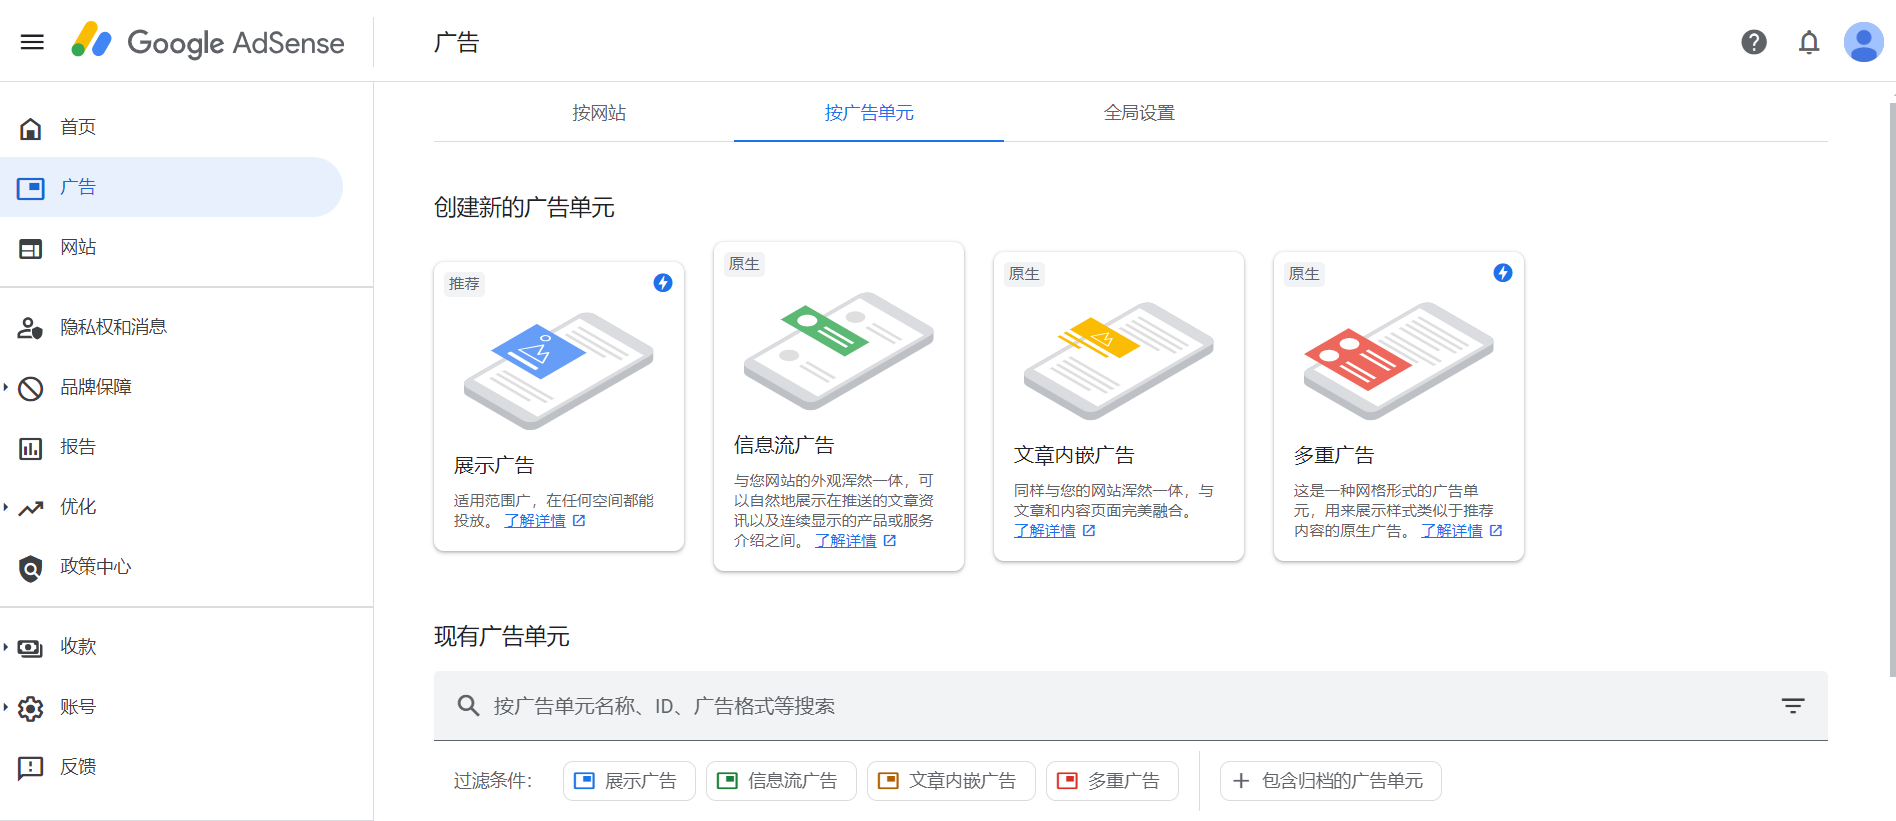 Google AdSense
广告
首页
广告
网站
隐私权和消息
品牌保障
报告
优化
政策中心
收款
账号
反馈
按网站
按广告单元
全局设置
创建新的广告单元
推荐
展示广告
适用范围广，在任何空间都能
投放。 了解详情
原生
信息流广告
与您网站的外观浑然一体，可
以自然地展示在推送的文章资
讯以及连续显示的产品或服务
介绍之间。 了解详情
原生
文章内嵌广告
同样与您的网站浑然一体，与
文章和内容页面完美融合。
了解详情
原生
多重广告
这是一种网格形式的广告单
元，用来展示样式类似于推荐
内容的原生广告。 了解详情
现有广告单元
按广告单元名称、ID、广告格式等搜索
过滤条件：
展示广告
信息流广告
文章内嵌广告
多重广告
包含归档的广告单元